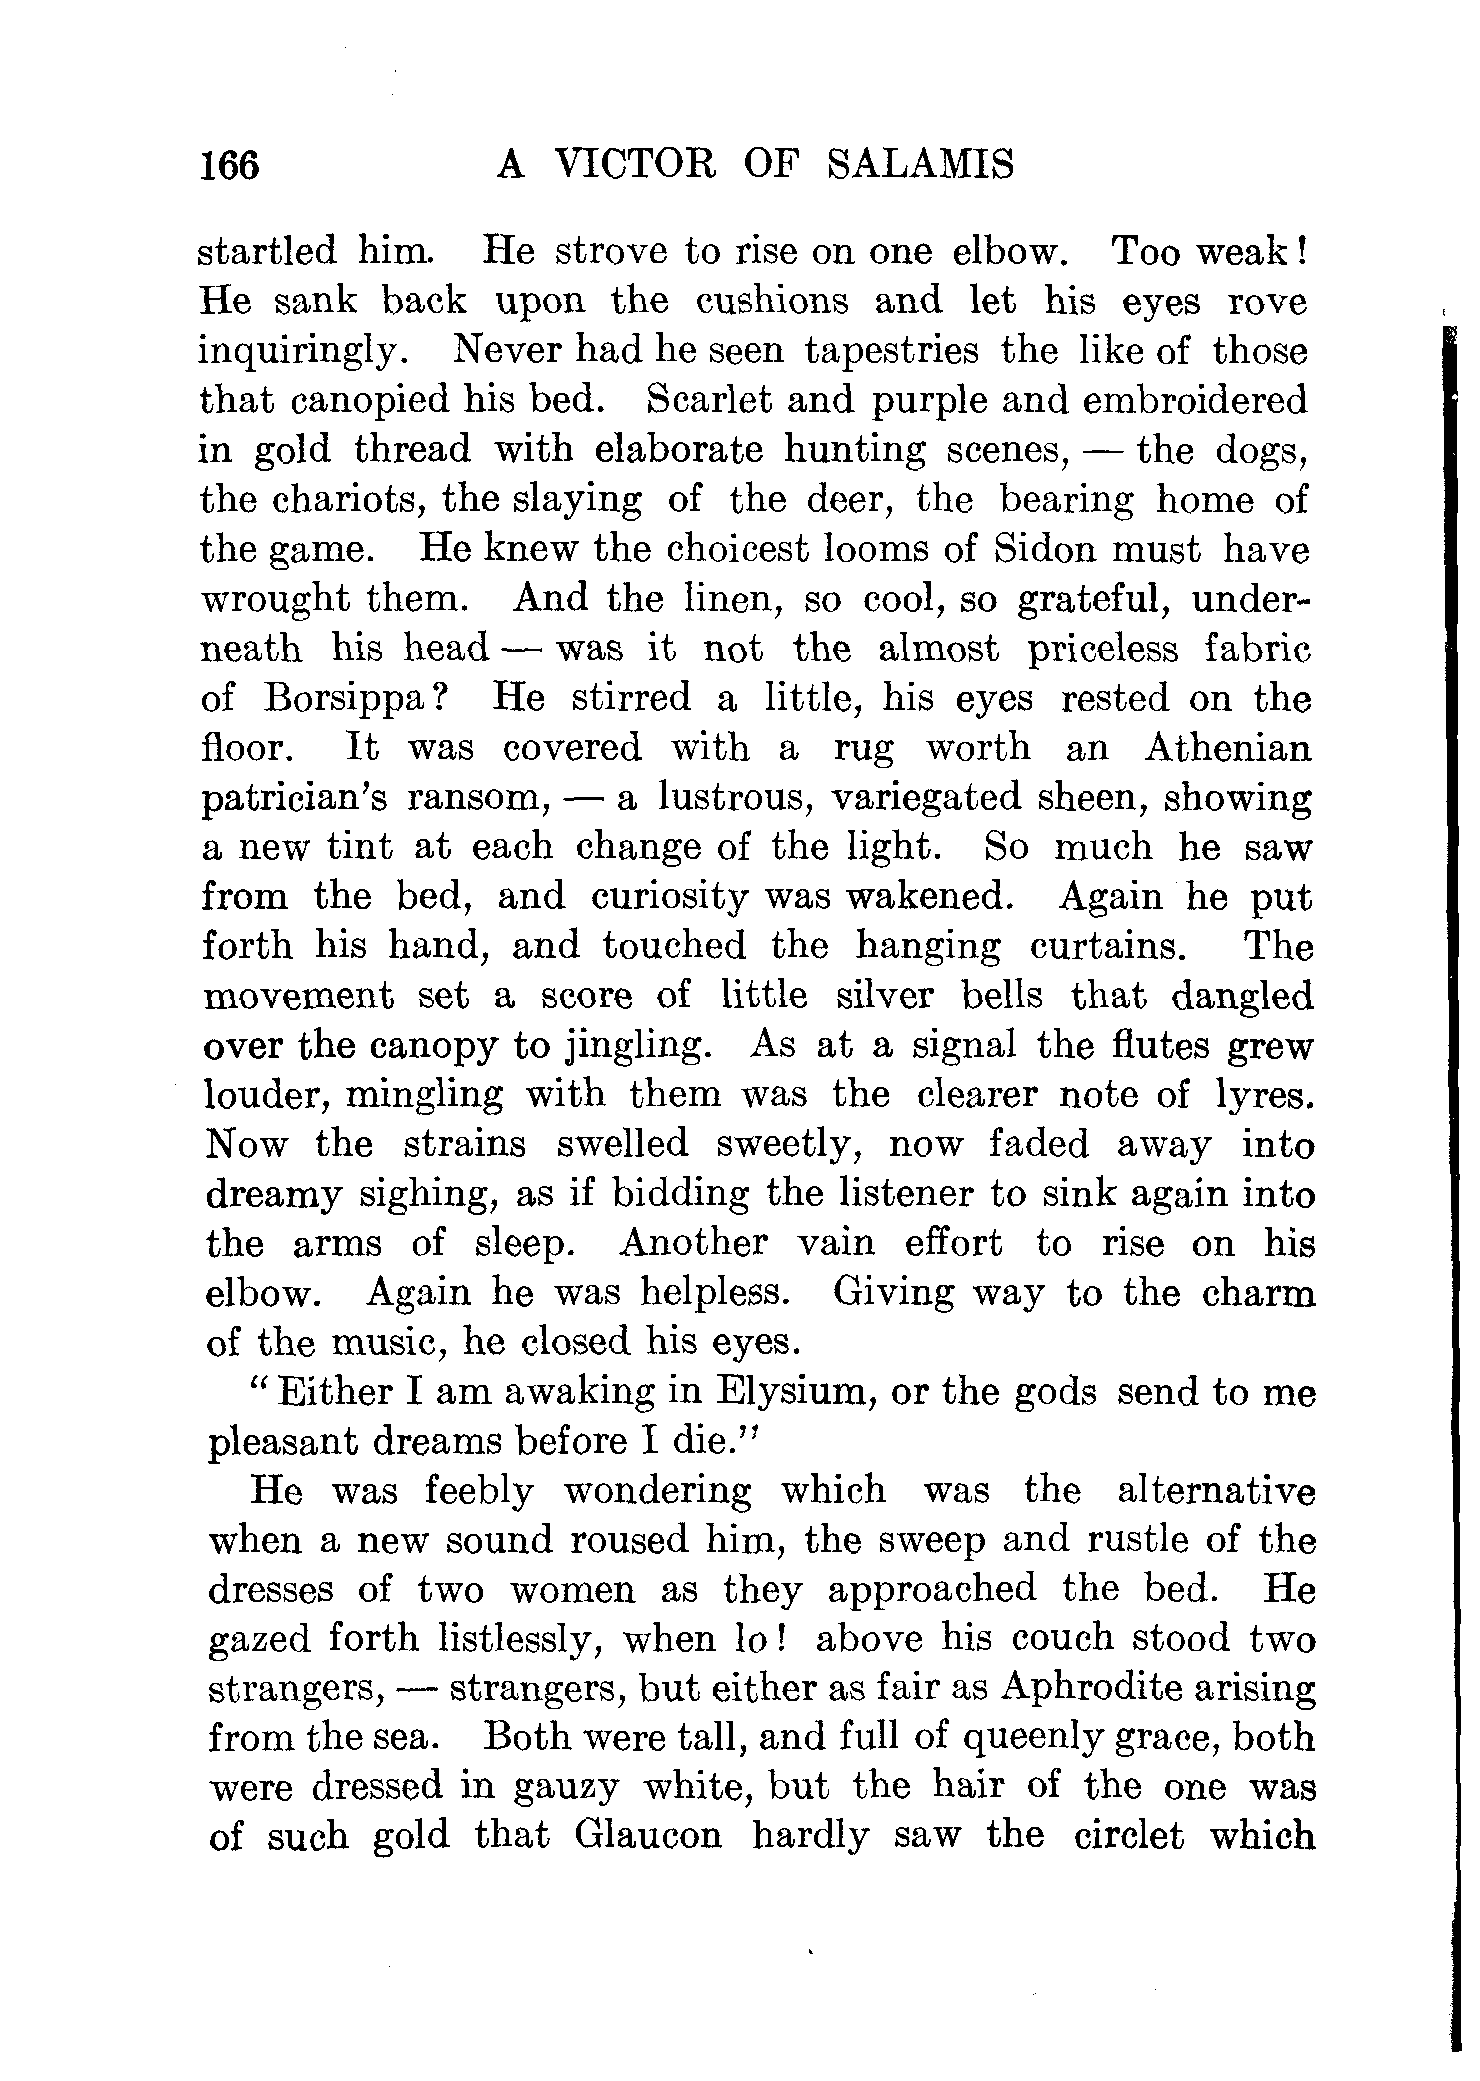 166 A VICTOR OF SALAMIS
startled him. He strove to rise on one elbow. Too weak!
He sank back upon the cushions and let his eyes rove
inquiringly. Never had he seen tapestries the like of those
that canopied his bed. Scarlet and purple and embroidered
in gold thread with elaborate hunting scenes, — the dogs,
the chariots, the slaying of the deer, the bearing home of
the game. He knew the choicest looms of Sidon must have
wrought them. And the linen, so cool, so grateful, under-
neath his head — was it not the almost priceless fabric
of Borsippa? He stirred a little, his eyes rested on the
floor. It was covered with a rug worth an Athenian
patrician's ransom, — a lustrous, variegated sheen, showing
a new tint at each change of the light. So much he saw
from the bed, and curiosity was wakened. Again he put
forth his hand, and touched the hanging curtains. The
movement set a score of little silver bells that dangled
over the canopy to jingling. As at a signal the flutes grew
louder, mingling with them was the clearer note of lyres.
Now the strains swelled sweetly, now faded away into
dreamy sighing, as if bidding the listener to sink again into
the arms of sleep. Another vain effort to rise on his
elbow. Again he was helpless. Giving way to the charm
of the music, he closed his eyes.
"Either I am awaking in Elysium, or the gods send to me
pleasant dreams before I die."
He was feebly wondering which was the alternative
when a new sound roused him, the sweep and rustle of the
dresses of two women as they approached the bed. He
gazed forth listlessly, when lo! above his couch stood two
strangers, — strangers, but either as fair as Aphrodite arising
from the sea. Both were tall, and full of queenly grace, both
were dressed in gauzy white, but the hair of the one was
of such gold that Glaucon hardly saw the circlet which